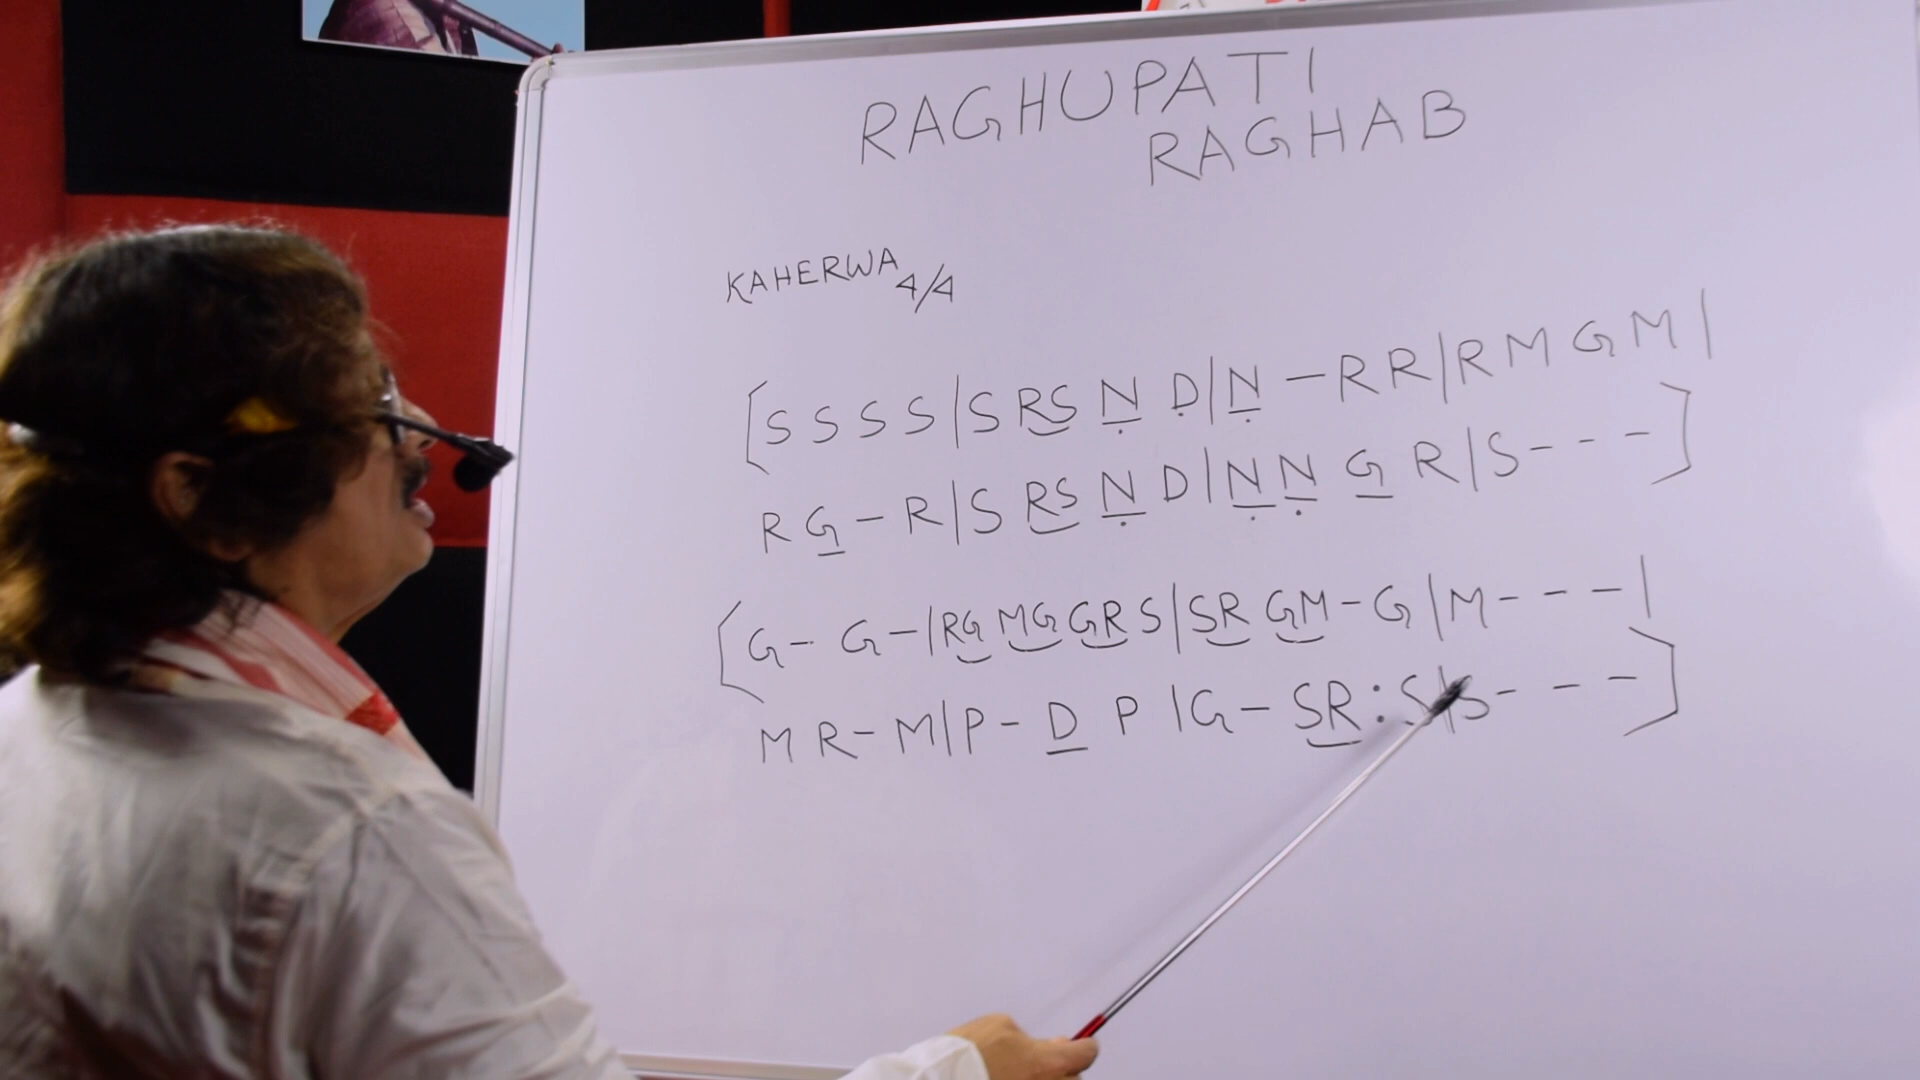 RAGHUPATI
RAGHAB
KAHERWA 4/4
[S S S S | S RS Ṇ̲ Ḍ | Ṇ̲ – R R | R M G M |
R G̲ – R | S RS Ṇ̲ D | Ṇ̲ Ṇ̲ G̲ R | S - - - ]
[G - G - | RG MG GR S | SR GM - G | M - - - |
M R - M | P - D̲ P | G - SR : S | S - - - ]